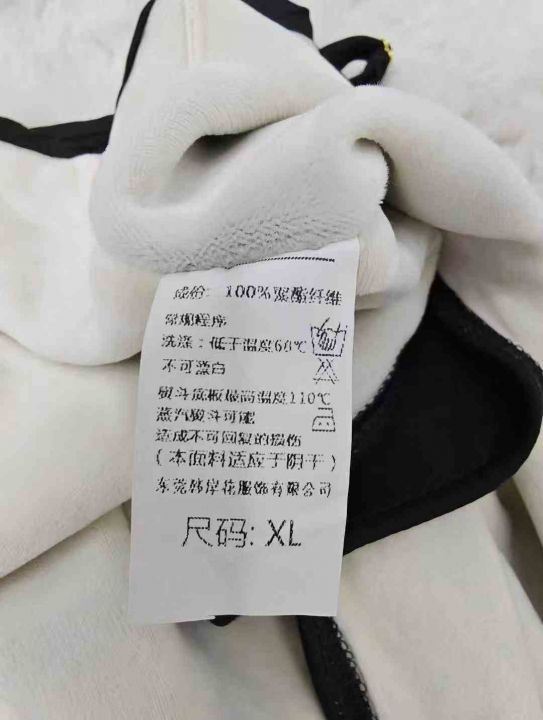 成份: 100%聚酯纤维
常规程序
洗涤：低于温度60℃
不可漂白
熨斗底板最高温度110℃
蒸汽熨斗可能
造成不可回复的损伤
（本面料适应于阴干）
东莞韩岸花服饰有限公司
尺码: XL